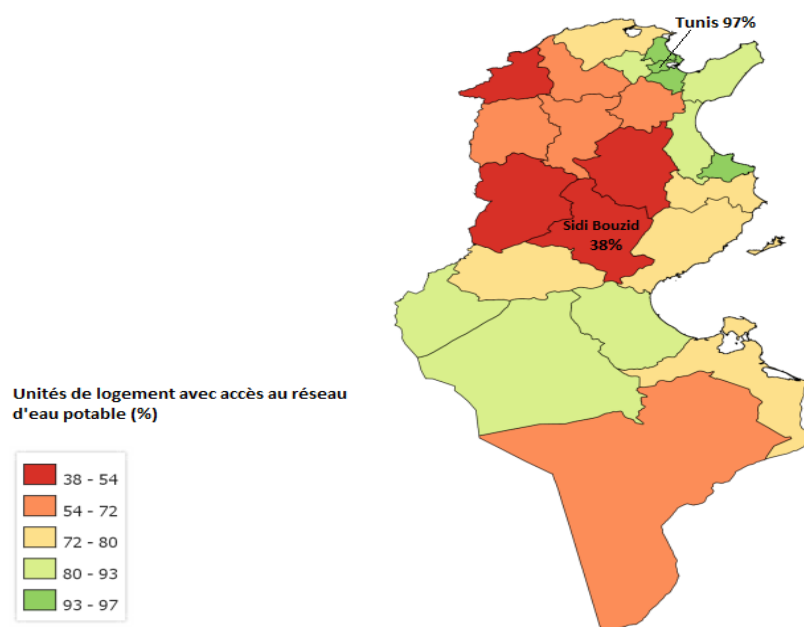 Tunis 97%
Sidi Bouzid
38%
Unités de logement avec accès au réseau
d'eau potable (%)
38 - 54
54 - 72
72 - 80
80 - 93
93 - 97